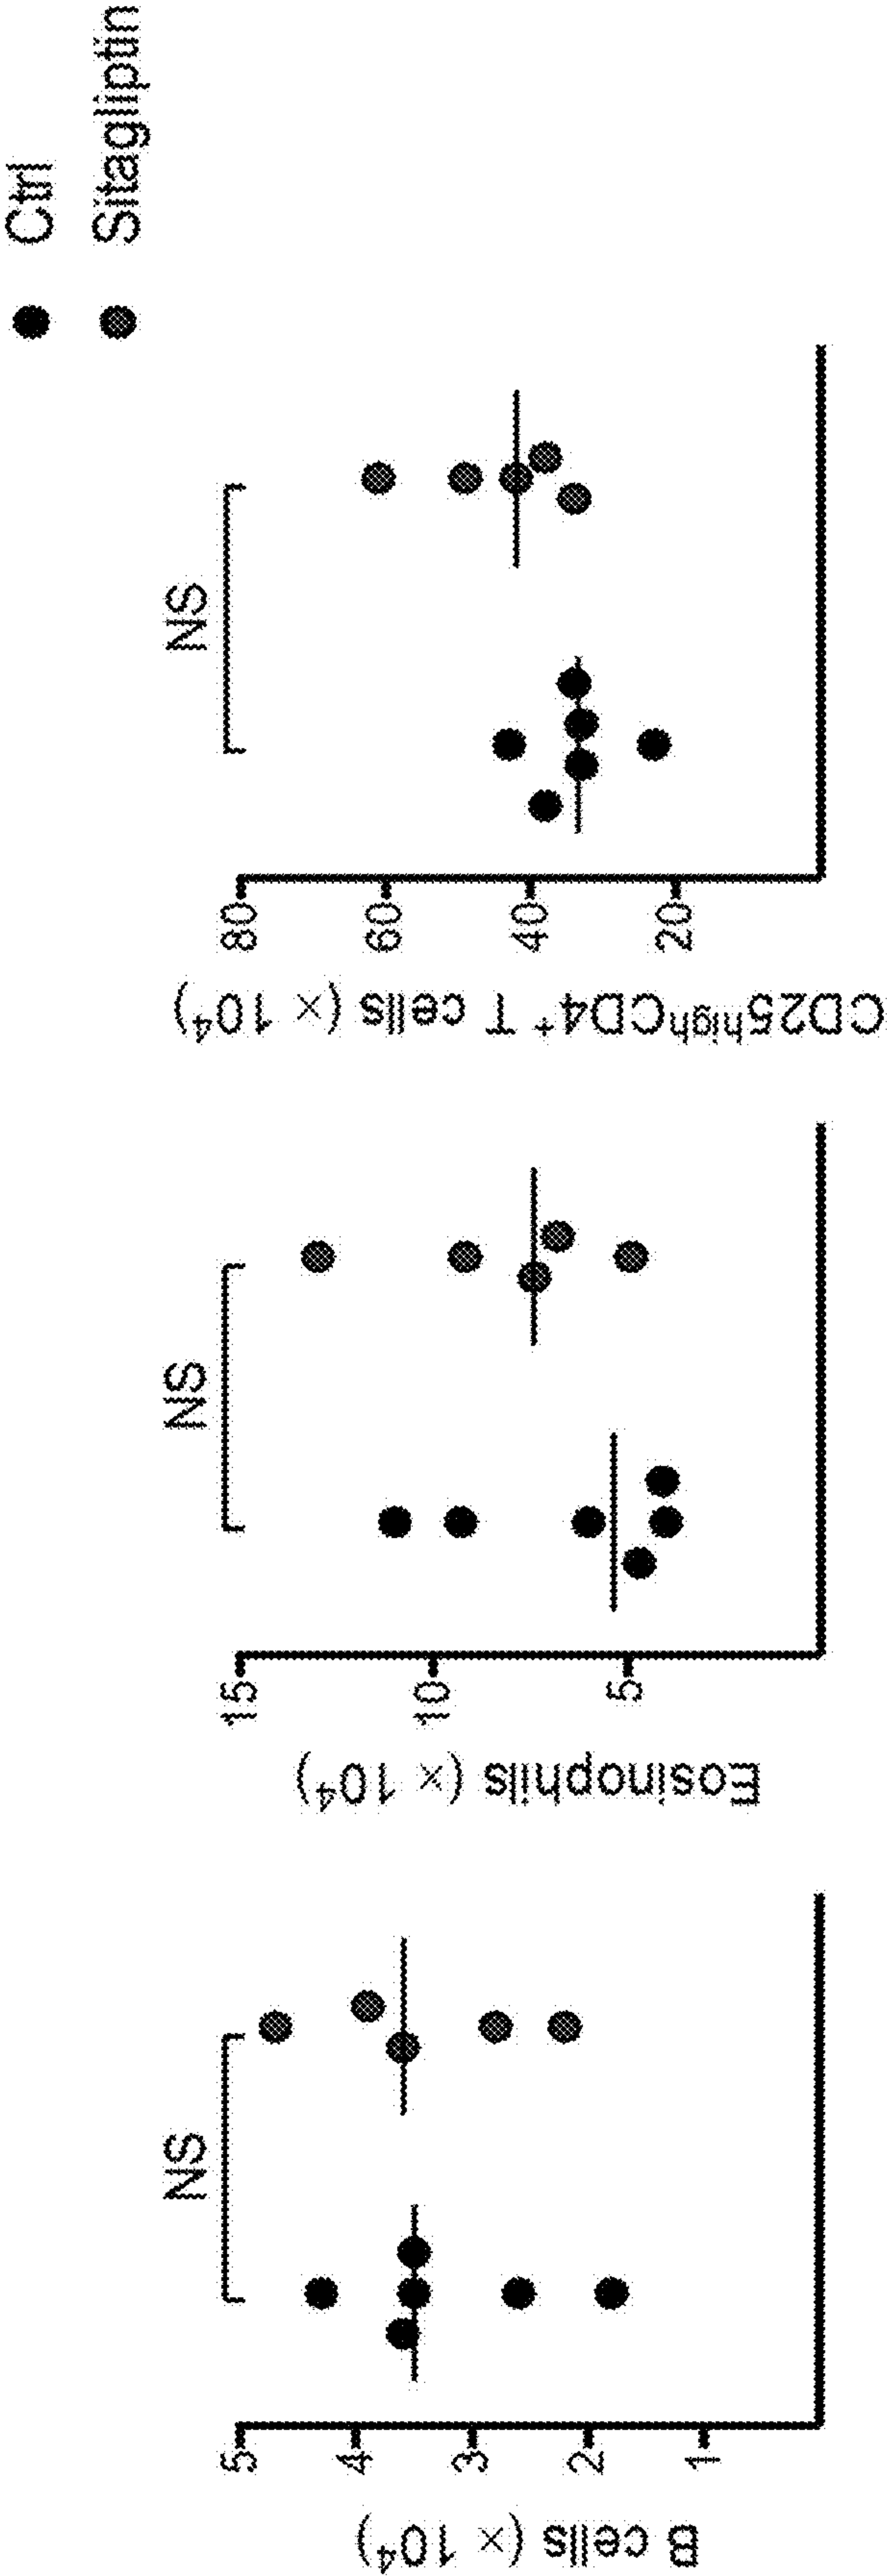 Ctrl
Sitagliptin
NS
5
4
3
2
1
B cells (× 10⁴)
NS
15
10
5
Eosinophils (× 10⁴)
NS
80
60
40
20
CD25ʰⁱᵍʰCD4⁺ T cells (× 10⁴)